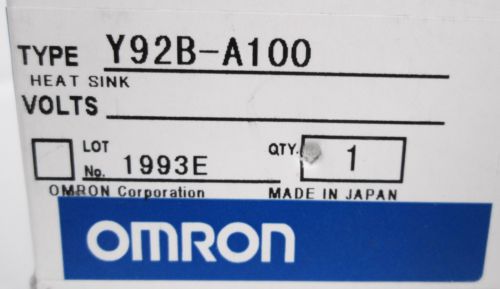 TYPE Y92B-A100
HEAT SINK
VOLTS
LOT No. 1993E QTY. 1
OMRON Corporation MADE IN JAPAN
OMRON